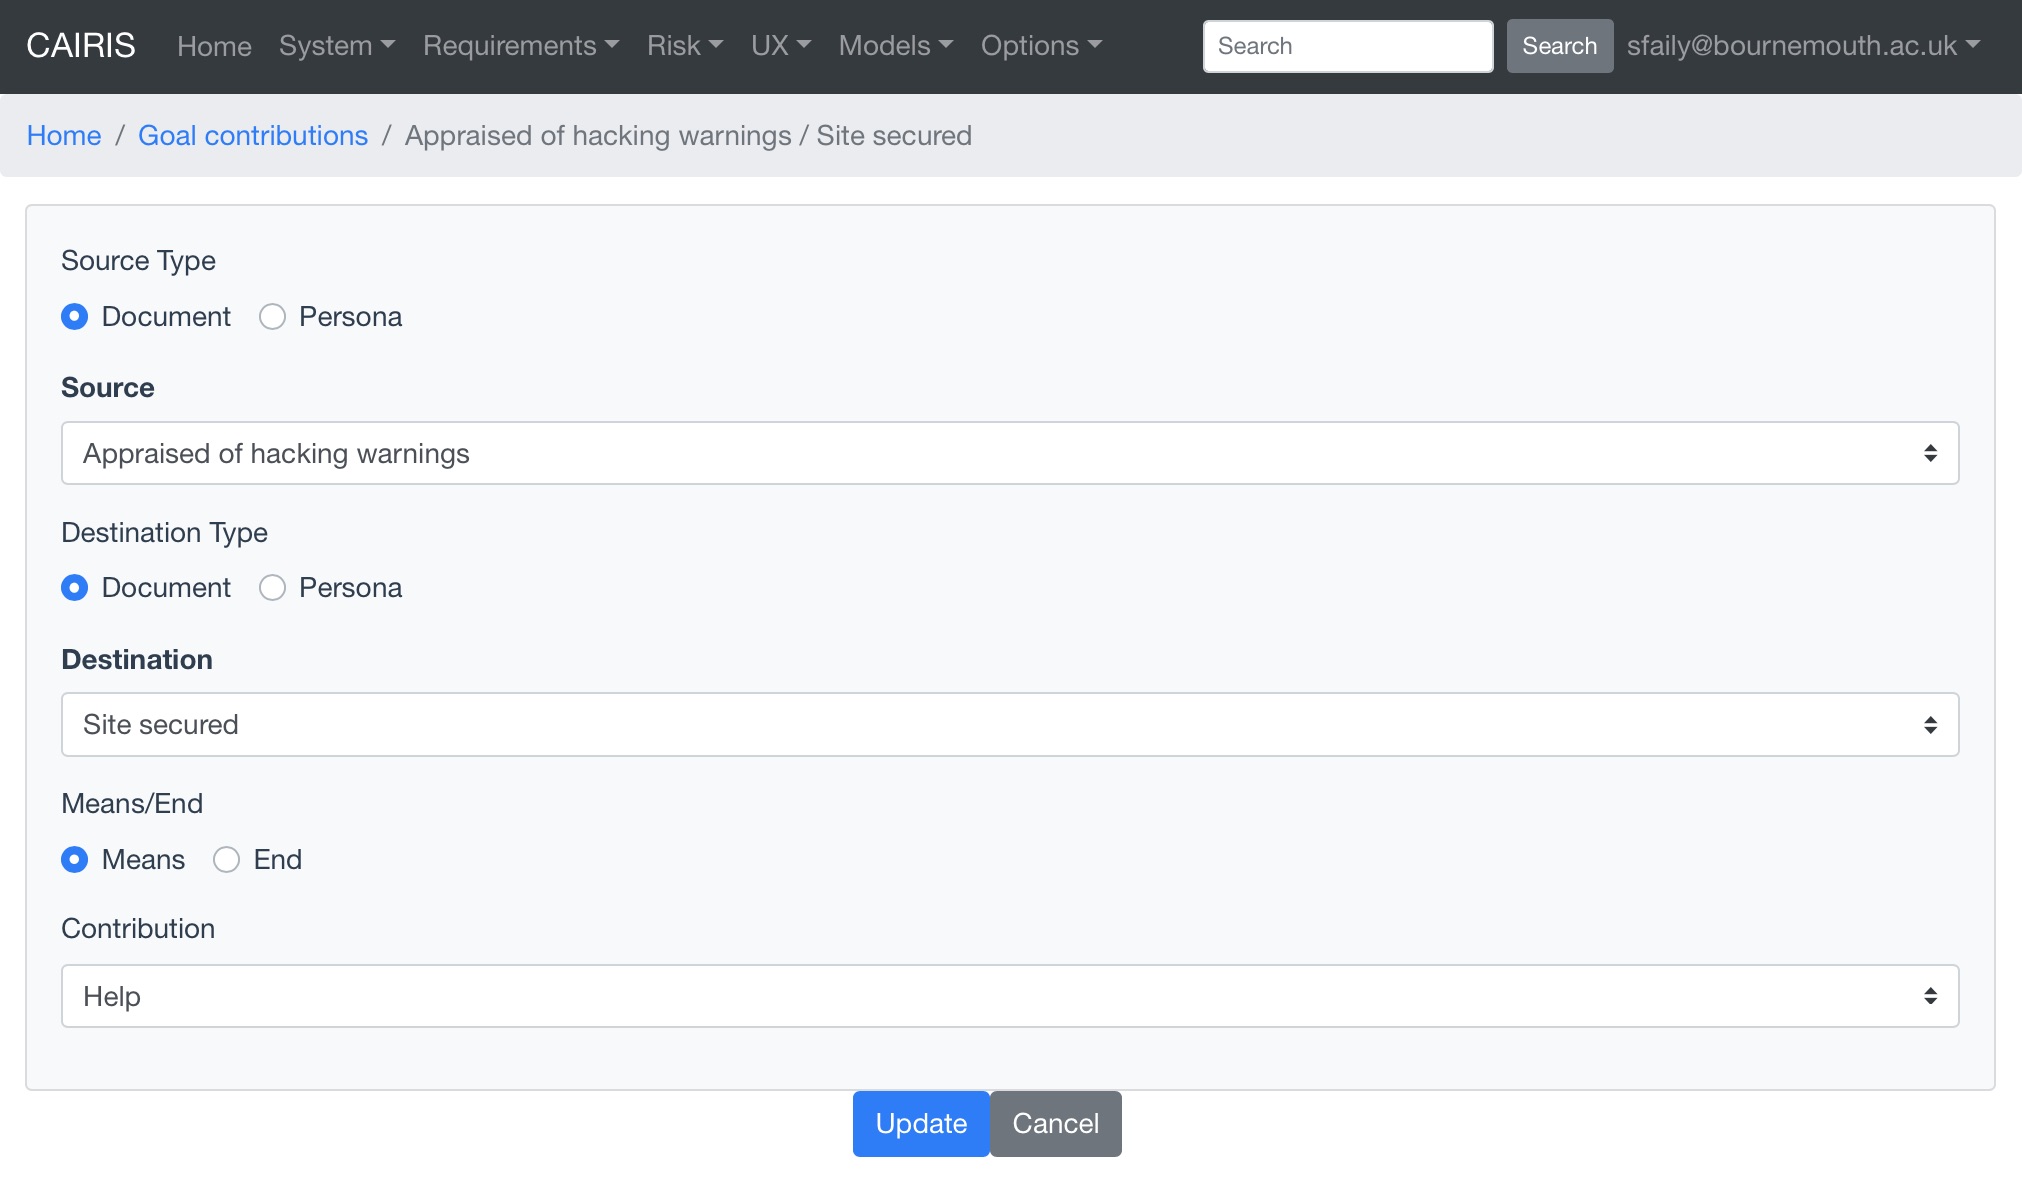 CAIRIS Home System Requirements Risk UX Models Options Search Search sfaily@bournemouth.ac.uk
Home / Goal contributions / Appraised of hacking warnings / Site secured
Source Type
Document Persona
Source
Appraised of hacking warnings
Destination Type
Document Persona
Destination
Site secured
Means/End
Means End
Contribution
Help
Update Cancel